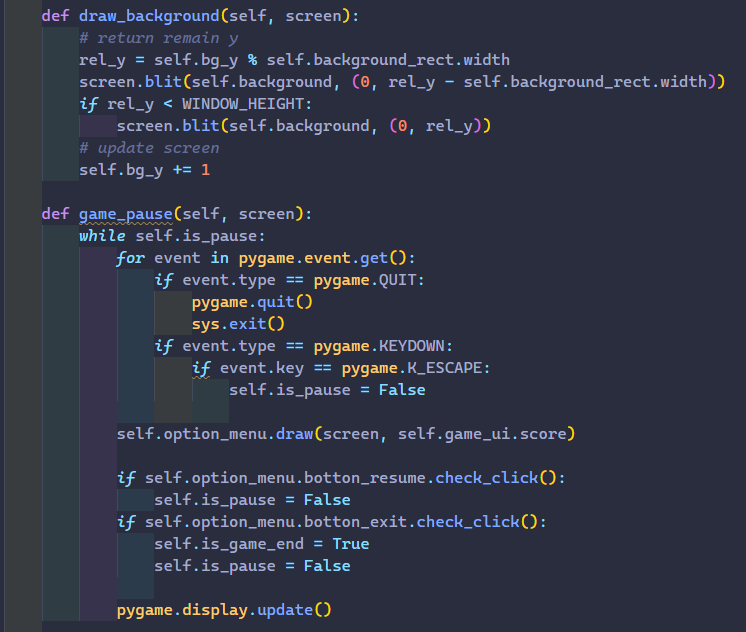 def draw_background(self, screen):
    # return remain y
    rel_y = self.bg_y % self.background_rect.width
    screen.blit(self.background, (0, rel_y - self.background_rect.width))
    if rel_y < WINDOW_HEIGHT:
        screen.blit(self.background, (0, rel_y))
    # update screen
    self.bg_y += 1

def game_pause(self, screen):
    while self.is_pause:
        for event in pygame.event.get():
            if event.type == pygame.QUIT:
                pygame.quit()
                sys.exit()
            if event.type == pygame.KEYDOWN:
                if event.key == pygame.K_ESCAPE:
                    self.is_pause = False

        self.option_menu.draw(screen, self.game_ui.score)

        if self.option_menu.botton_resume.check_click():
            self.is_pause = False
        if self.option_menu.botton_exit.check_click():
            self.is_game_end = True
            self.is_pause = False

        pygame.display.update()